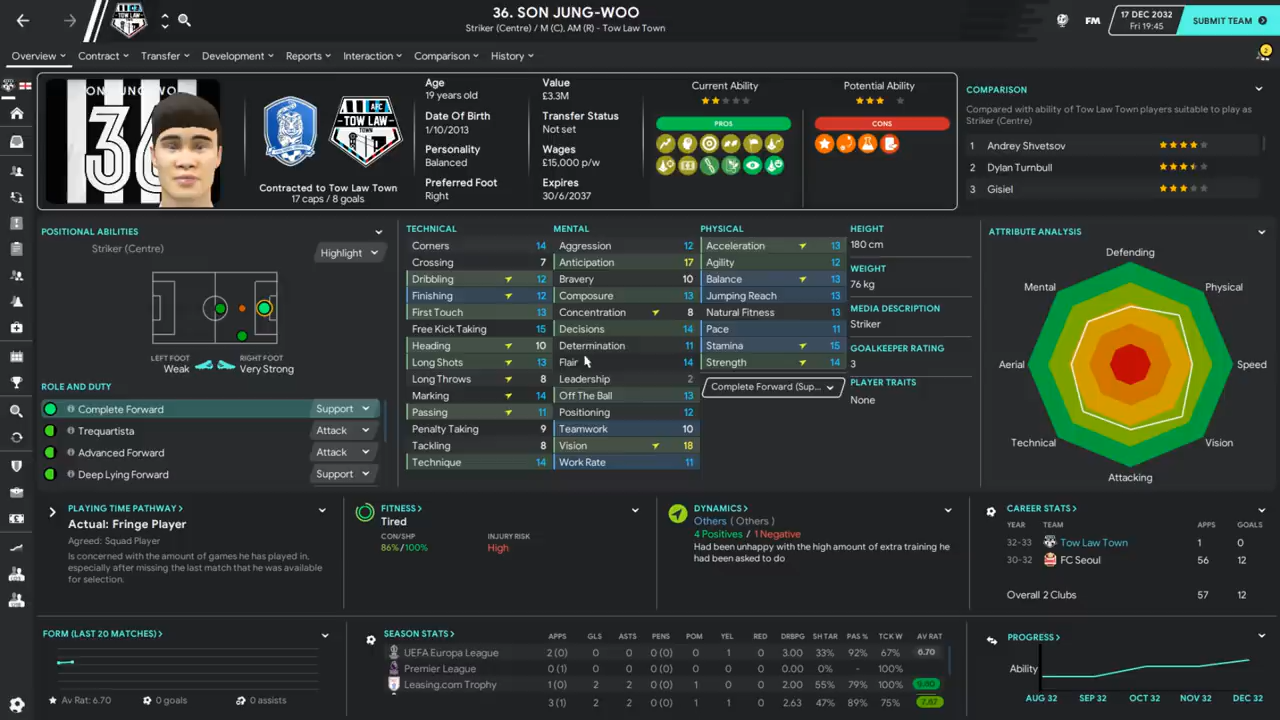 36. SON JUNG-WOO
Striker (Centre) / M (C), AM (R) - Tow Law Town
FM
17 DEC 2032
Fri 19:45
SUBMIT TEAM
Overview
Contract
Transfer
Development
Reports
Interaction
Comparison
History
2
36
AFC
TOW LAW
TOWN
Contracted to Tow Law Town
17 caps / 8 goals
Age
19 years old
Date Of Birth
1/10/2013
Personality
Balanced
Preferred Foot
Right
Value
£3.3M
Transfer Status
Not set
Wages
£15,000 p/w
Expires
30/6/2037
Current Ability
PROS
Potential Ability
CONS
COMPARISON
Compared with ability of Tow Law Town players suitable to play as
Striker (Centre)
1 Andrey Shvetsov
2 Dylan Turnbull
3 Gisiel
POSITIONAL ABILITIES
Striker (Centre)
Highlight
LEFT FOOT
Weak
RIGHT FOOT
Very Strong
ROLE AND DUTY
Complete Forward Support
Trequartista Attack
Advanced Forward Attack
Deep Lying Forward Support
TECHNICAL
Corners 14
Crossing 7
Dribbling 12
Finishing 12
First Touch 13
Free Kick Taking 15
Heading 10
Long Shots 13
Long Throws 8
Marking 14
Passing 11
Penalty Taking 9
Tackling 8
Technique 14
MENTAL
Aggression 12
Anticipation 17
Bravery 10
Composure 13
Concentration 8
Decisions 14
Determination 11
Flair 14
Leadership 2
Off The Ball 13
Positioning 12
Teamwork 10
Vision 18
Work Rate 11
PHYSICAL
Acceleration 13
Agility 12
Balance 13
Jumping Reach 13
Natural Fitness 13
Pace 11
Stamina 15
Strength 14
Complete Forward (Sup...
HEIGHT
180 cm
WEIGHT
76 kg
MEDIA DESCRIPTION
Striker
GOALKEEPER RATING
3
PLAYER TRAITS
None
ATTRIBUTE ANALYSIS
Defending
Mental
Physical
Aerial
Speed
Technical
Vision
Attacking
PLAYING TIME PATHWAY
Actual: Fringe Player
Agreed: Squad Player
Is concerned with the amount of games he has played in,
especially after missing the last match that he was available
for selection.
FITNESS
Tired
CON/SHP
86%/100%
INJURY RISK
High
DYNAMICS
Others ( Others )
4 Positives / 1 Negative
Had been unhappy with the high amount of extra training he
had been asked to do
CAREER STATS
YEAR TEAM APPS GOALS
32-33 Tow Law Town 1 0
30-32 FC Seoul 56 12
Overall 2 Clubs 57 12
FORM (LAST 20 MATCHES)
Av Rat: 6.70
0 goals
0 assists
SEASON STATS
APPS GLS ASTS PENS POM YEL RED DRBPG SH TAR PAS % TCK W AV RAT
UEFA Europa League 2 (0) 0 0 0 (0) 0 1 0 3.00 33% 92% 67% 6.70
Premier League 0 (1) 0 0 0 (0) 0 0 0 0.00 0% - 100%
Leasing.com Trophy 1 (0) 2 2 0 (0) 1 0 0 2.00 55% 79% 100% 9.60
3 (1) 2 2 0 (0) 1 1 0 2.63 47% 89% 75% 7.67
PROGRESS
Ability
AUG 32
SEP 32
OCT 32
NOV 32
DEC 32